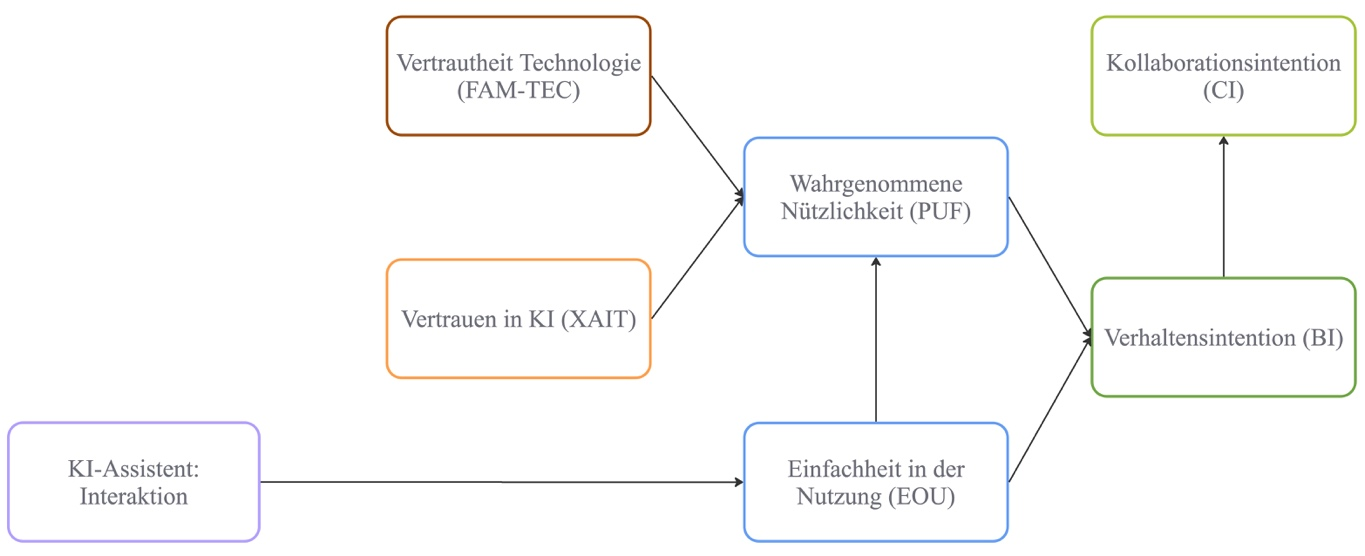 Vertrautheit Technologie
(FAM-TEC)
Kollaborationsintention
(CI)
Wahrgenommene
Nützlichkeit (PUF)
Vertrauen in KI (XAIT)
Verhaltensintention (BI)
KI-Assistent:
Interaktion
Einfachheit in der
Nutzung (EOU)